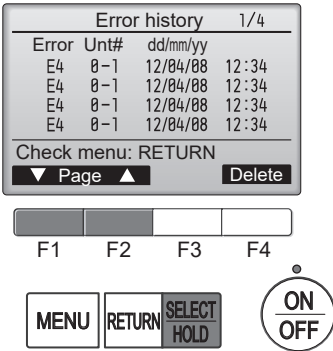 Error history 1/4
Error Unt# dd/mm/yy
E4 0-1 12/04/08 12:34
E4 0-1 12/04/08 12:34
E4 0-1 12/04/08 12:34
E4 0-1 12/04/08 12:34
Check menu: RETURN
▼ Page ▲ Delete
F1 F2 F3 F4
MENU RETURN SELECT
HOLD
ON
OFF